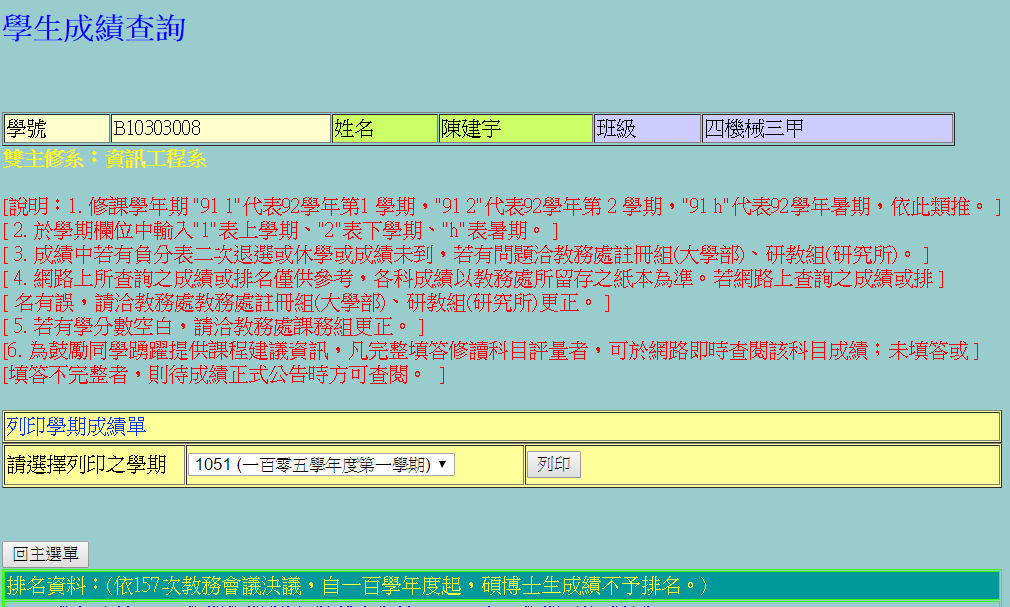 學生成績查詢
學號 B10303008 姓名 陳建宇 班級 四機械三甲
雙主修系：資訊工程系
[說明：1. 修課學年期 "91 1"代表92學年第1 學期，"91 2"代表92學年第 2 學期，"91 h"代表92學年暑期，依此類推。 ]
[ 2. 於學期欄位中輸入"1"表上學期、"2"表下學期、"h"表暑期。 ]
[ 3. 成績中若有負分表二次退選或休學或成績未到，若有問題洽教務處註冊組(大學部)、研教組(研究所)。 ]
[ 4. 網路上所查詢之成績或排名僅供參考，各科成績以教務處所留存之紙本為準。若網路上查詢之成績或排 ]
[ 名有誤，請洽教務處教務處註冊組(大學部)、研教組(研究所)更正。 ]
[ 5. 若有學分數空白，請洽教務處課務組更正。 ]
[6. 為鼓勵同學踴躍提供課程建議資訊，凡完整填答修讀科目評量者，可於網路即時查閱該科目成績；未填答或 ]
[填答不完整者，則待成績正式公告時方可查閱。 ]
列印學期成績單
請選擇列印之學期 1051 (一百零五學年度第一學期) 列印
回主選單
排名資料：(依157次教務會議決議，自一百學年度起，碩博士生成績不予排名。)